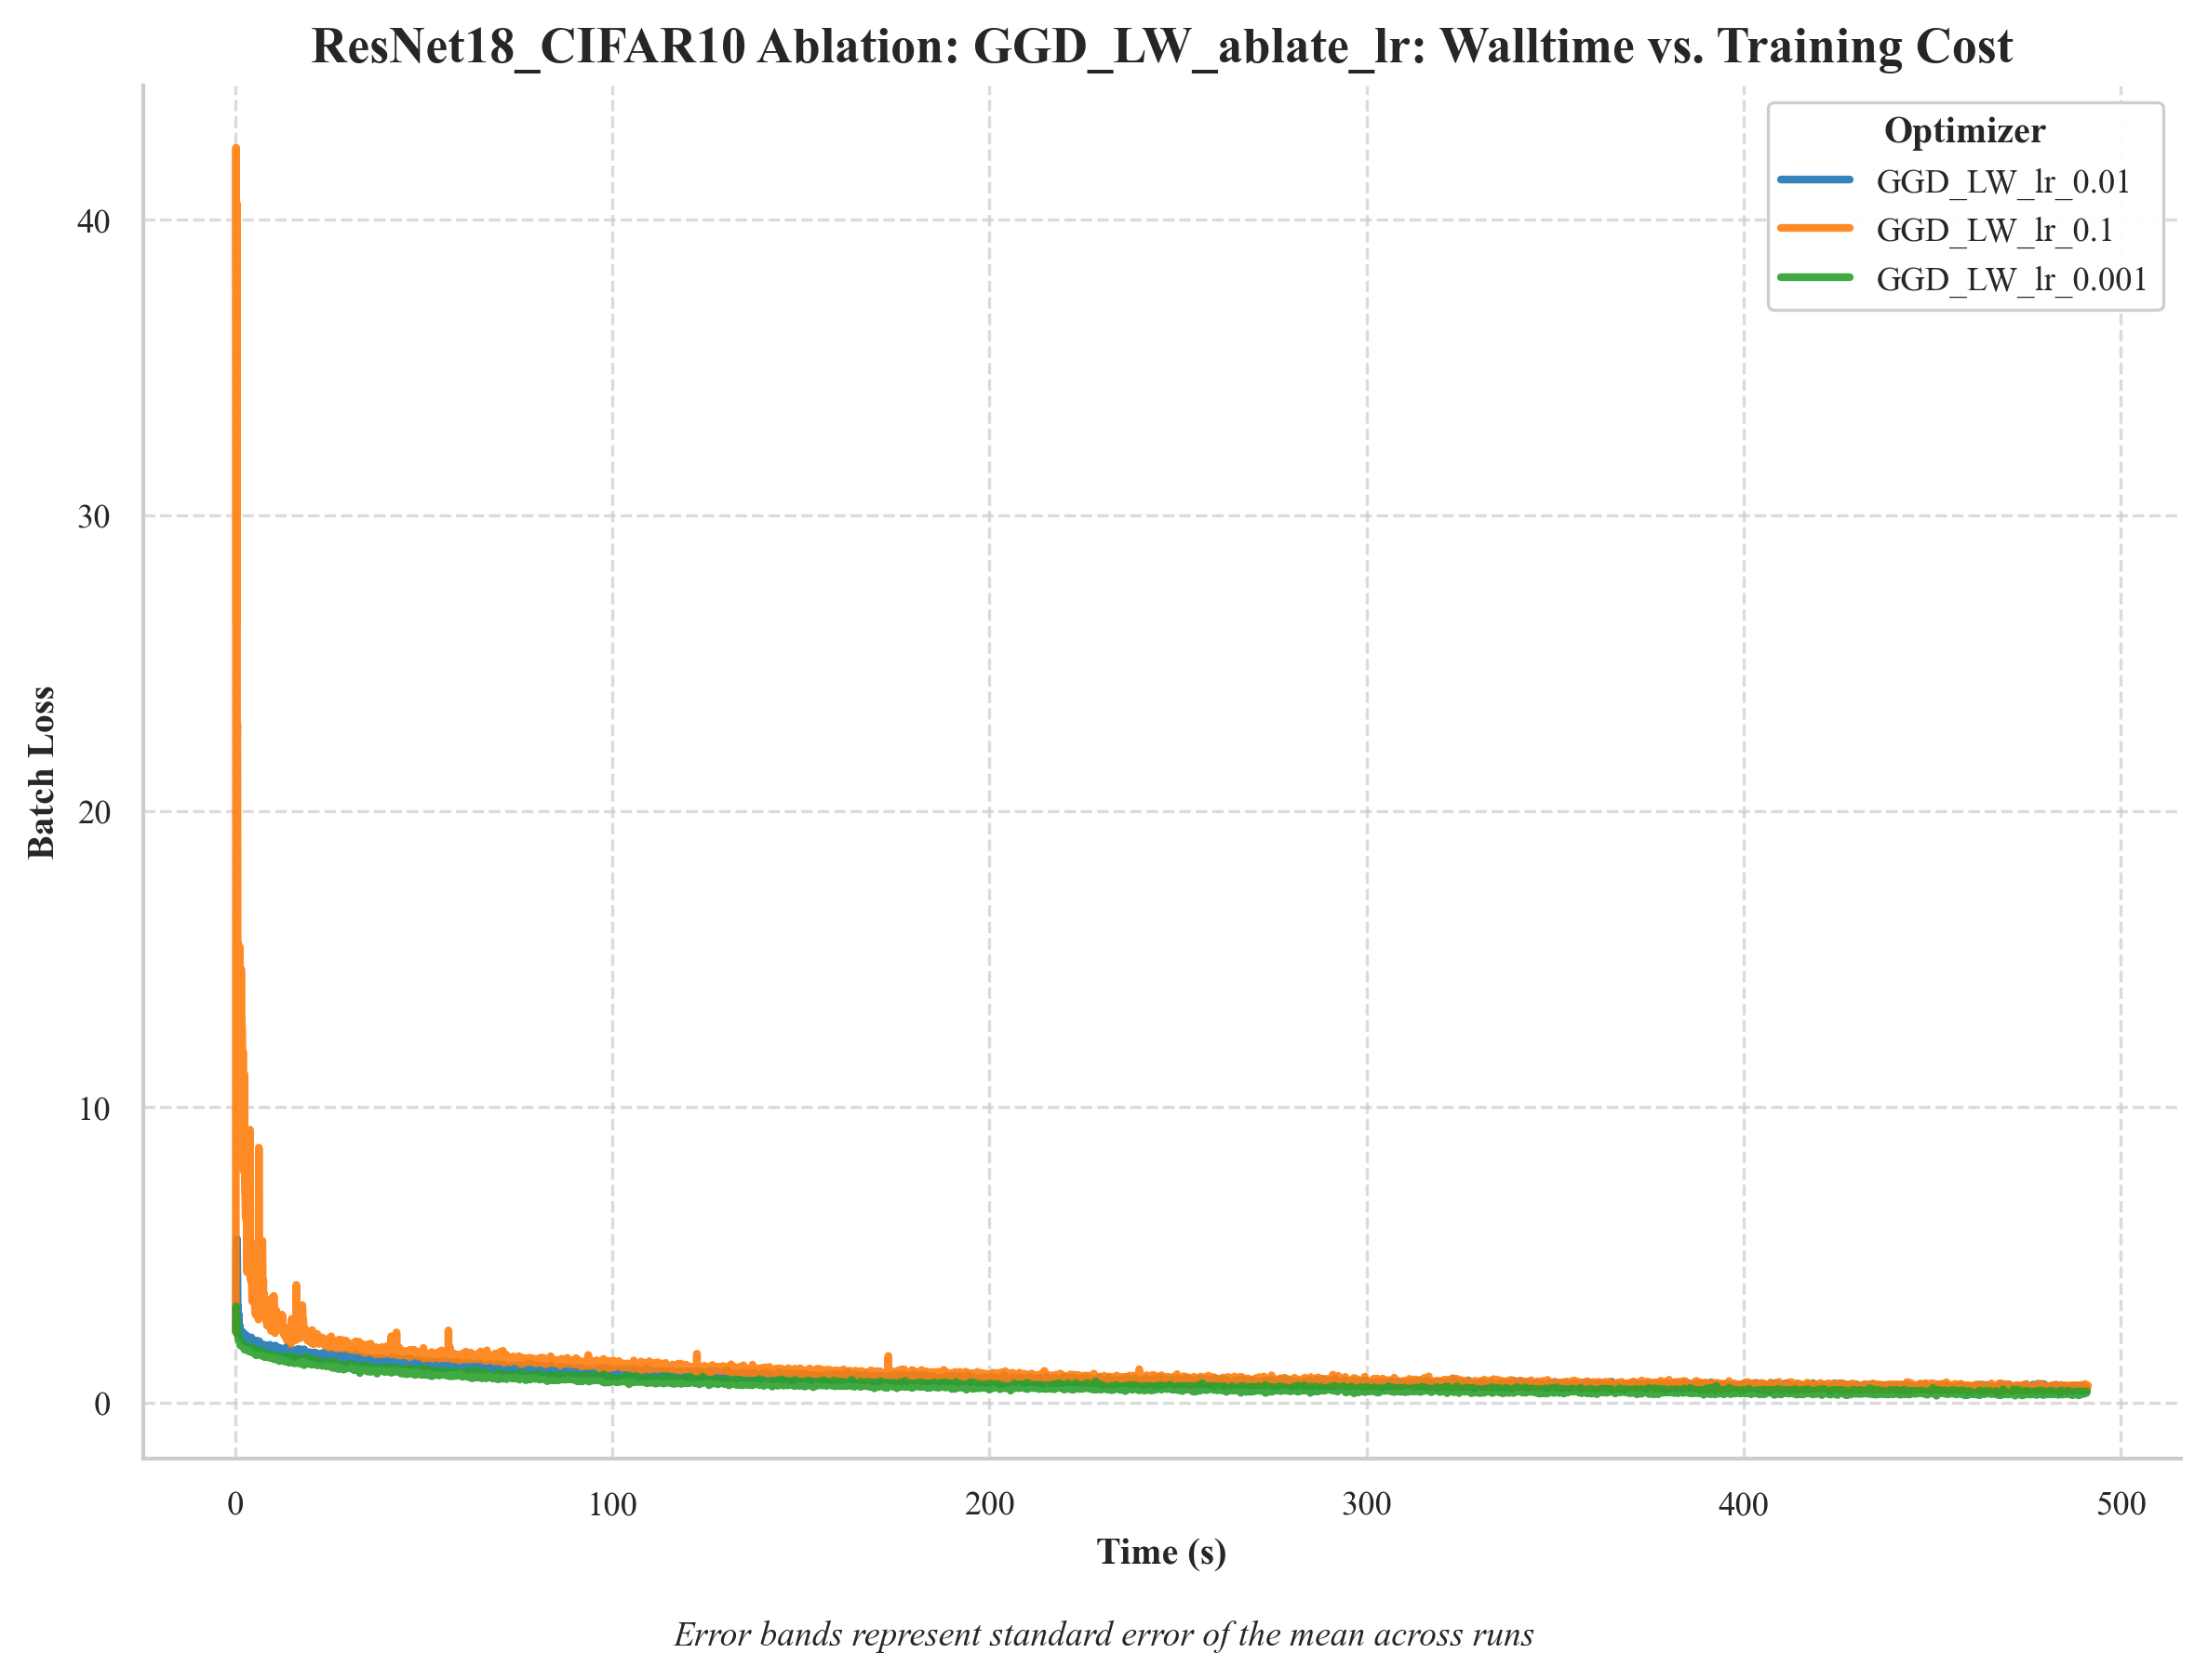 ResNet18_CIFAR10 Ablation: GGD_LW_ablate_lr: Walltime vs. Training Cost
Optimizer
GGD_LW_lr_0.01
GGD_LW_lr_0.1
GGD_LW_lr_0.001
Batch Loss
40
30
20
10
0
0
100
200
300
400
500
Time (s)
Error bands represent standard error of the mean across runs